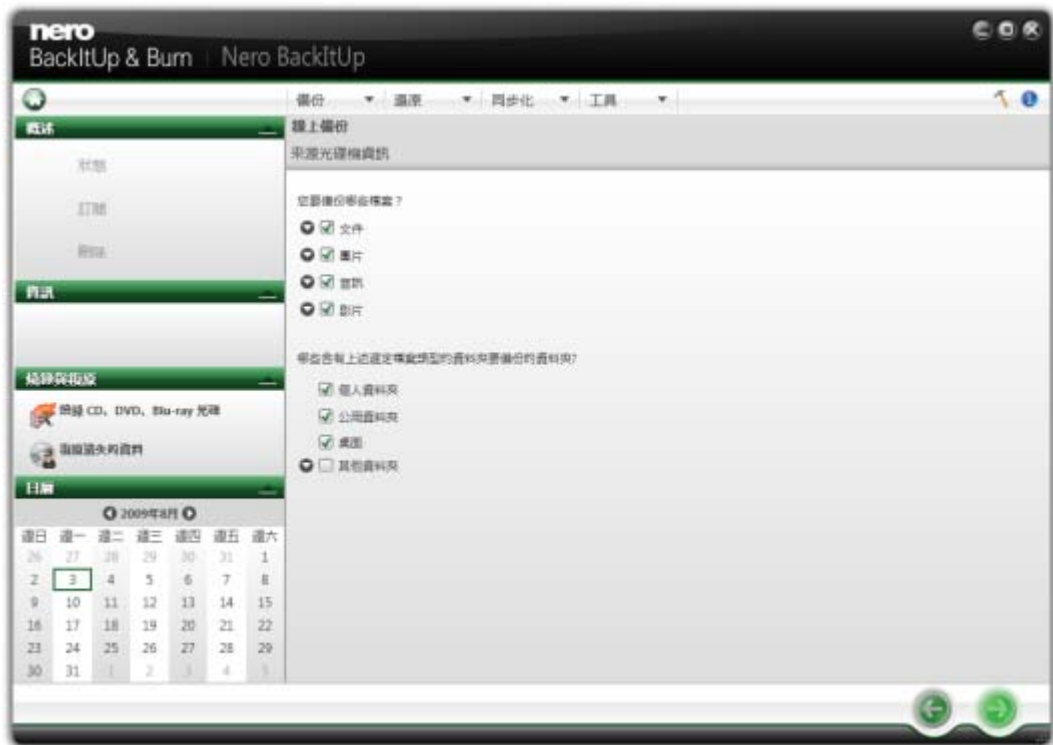 nero
BackItUp & Burn | Nero BackItUp
備份 還原 同步化 工具
概述
狀態
訂閱
刪除
資訊
燒錄與復原
燒錄 CD、DVD、Blu-ray 光碟
復原遺失的資料
日曆
2009年8月
週日 週一 週二 週三 週四 週五 週六
26 27 28 29 30 31 1
2 3 4 5 6 7 8
9 10 11 12 13 14 15
16 17 18 19 20 21 22
23 24 25 26 27 28 29
30 31 1 2 3 4 5
線上備份
來源光碟機資訊
您要備份哪些檔案？
文件
圖片
音訊
影片
哪些含有上述選定檔案類型的資料夾要備份的資料夾?
個人資料夾
公用資料夾
桌面
其他資料夾